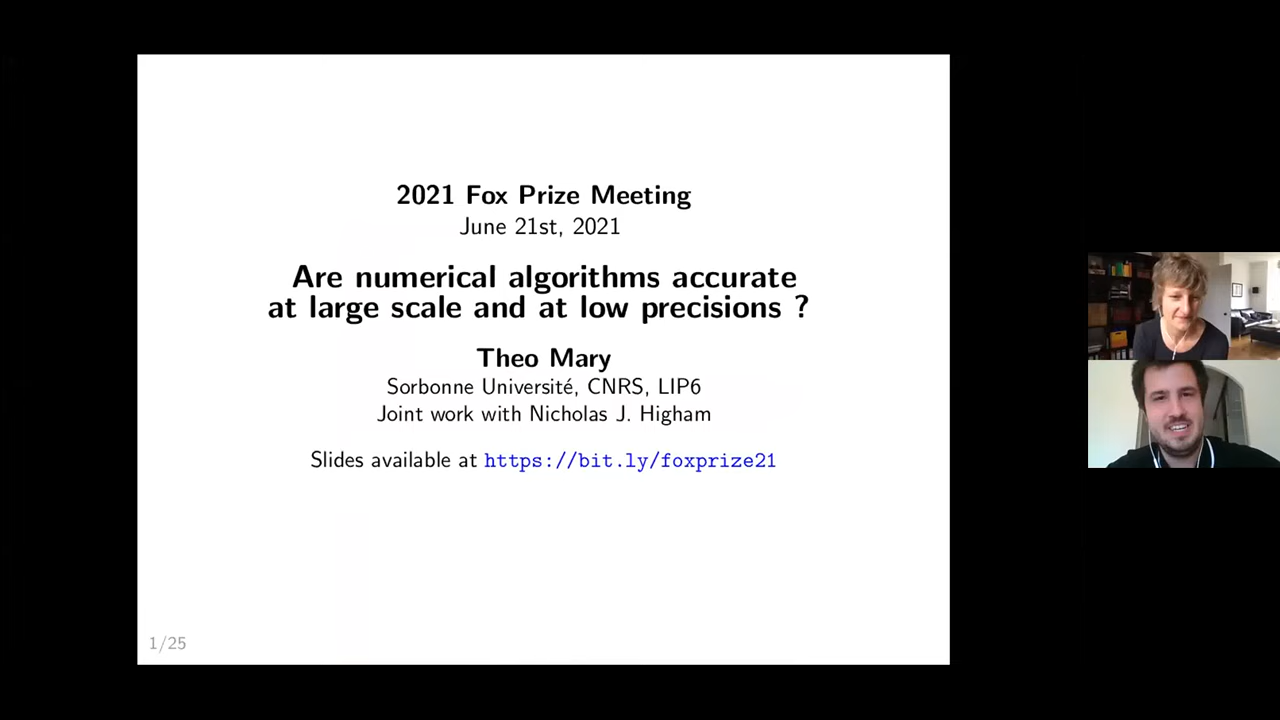 2021 Fox Prize Meeting
June 21st, 2021
Are numerical algorithms accurate
at large scale and at low precisions ?
Theo Mary
Sorbonne Université, CNRS, LIP6
Joint work with Nicholas J. Higham
Slides available at https://bit.ly/foxprize21
1/25